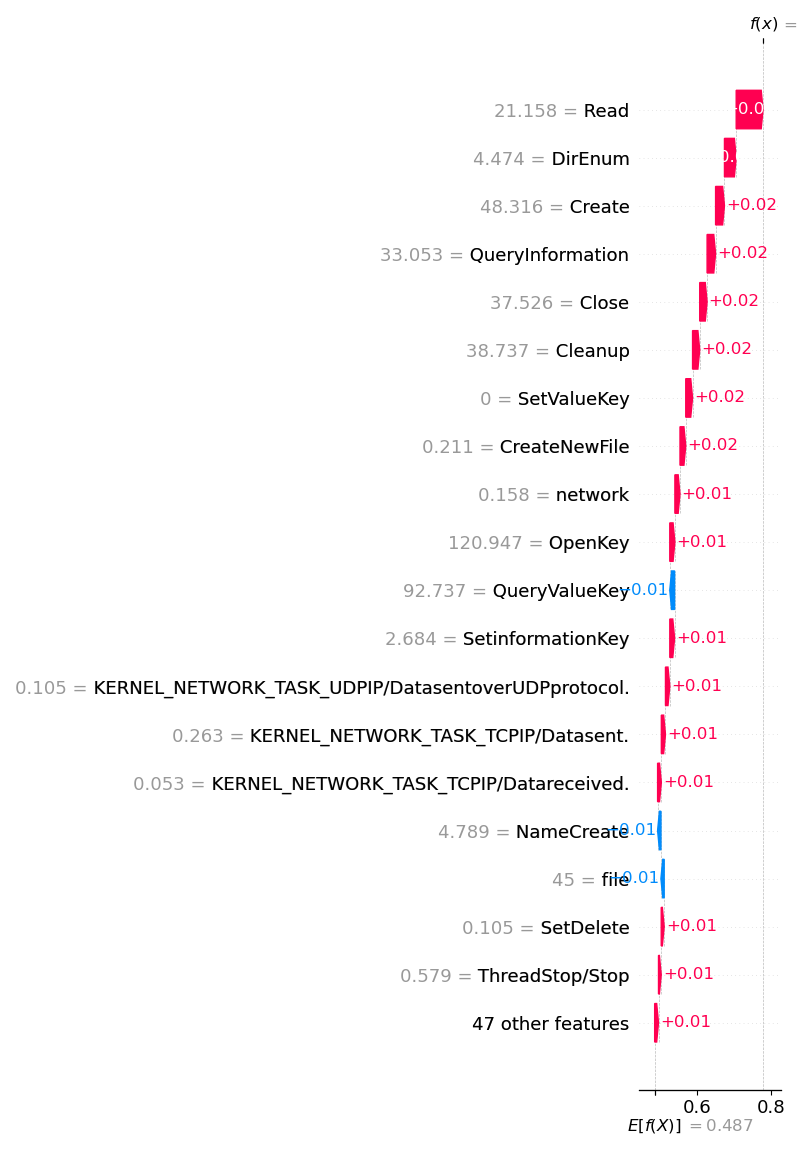 f(x) =
21.158 = Read
4.474 = DirEnum
48.316 = Create +0.02
33.053 = QueryInformation +0.02
37.526 = Close +0.02
38.737 = Cleanup +0.02
0 = SetValueKey +0.02
0.211 = CreateNewFile +0.02
0.158 = network +0.01
120.947 = OpenKey +0.01
92.737 = QueryValueKey −0.01
2.684 = SetinformationKey +0.01
0.105 = KERNEL_NETWORK_TASK_UDPIP/DatasentoverUDPprotocol. +0.01
0.263 = KERNEL_NETWORK_TASK_TCPIP/Datasent. +0.01
0.053 = KERNEL_NETWORK_TASK_TCPIP/Datareceived. +0.01
4.789 = NameCreate −0.01
45 = file −0.01
0.105 = SetDelete +0.01
0.579 = ThreadStop/Stop +0.01
47 other features +0.01
0.6 0.8
E[f(X)] = 0.487